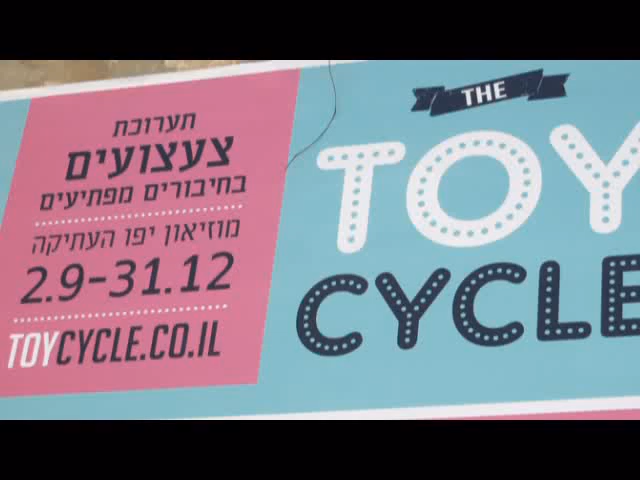 תערוכת
צעצועים
בחיבורים מפתיעים
מוזיאון יפו העתיקה
2.9-31.12
TOYCYCLE.CO.IL
THE
TOY
CYCLE